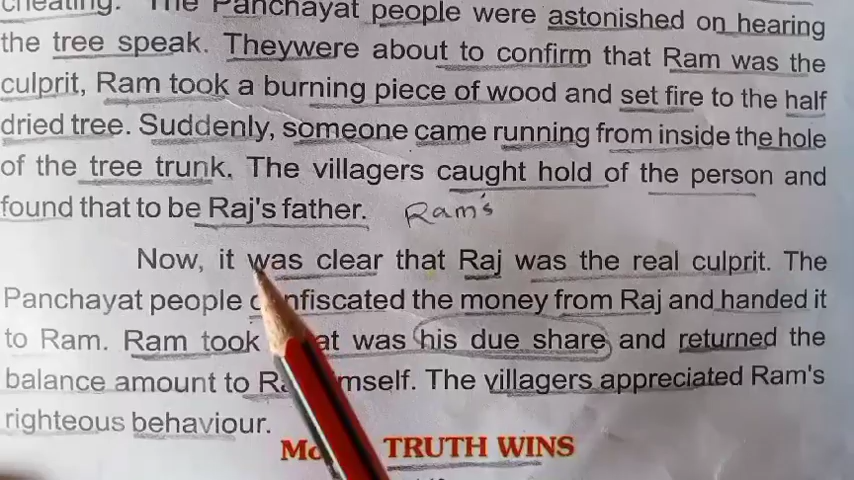 cheating. The Panchayat people were astonished on hearing
the tree speak. Theywere about to confirm that Ram was the
culprit, Ram took a burning piece of wood and set fire to the half
dried tree. Suddenly, someone came running from inside the hole
of the tree trunk. The villagers caught hold of the person and
found that to be Raj's father. Ram's
Now, it was clear that Raj was the real culprit. The
Panchayat people confiscated the money from Raj and handed it
to Ram. Ram took what was his due share and returned the
balance amount to himself. The villagers appreciated Ram's
righteous behaviour.
TRUTH WINS